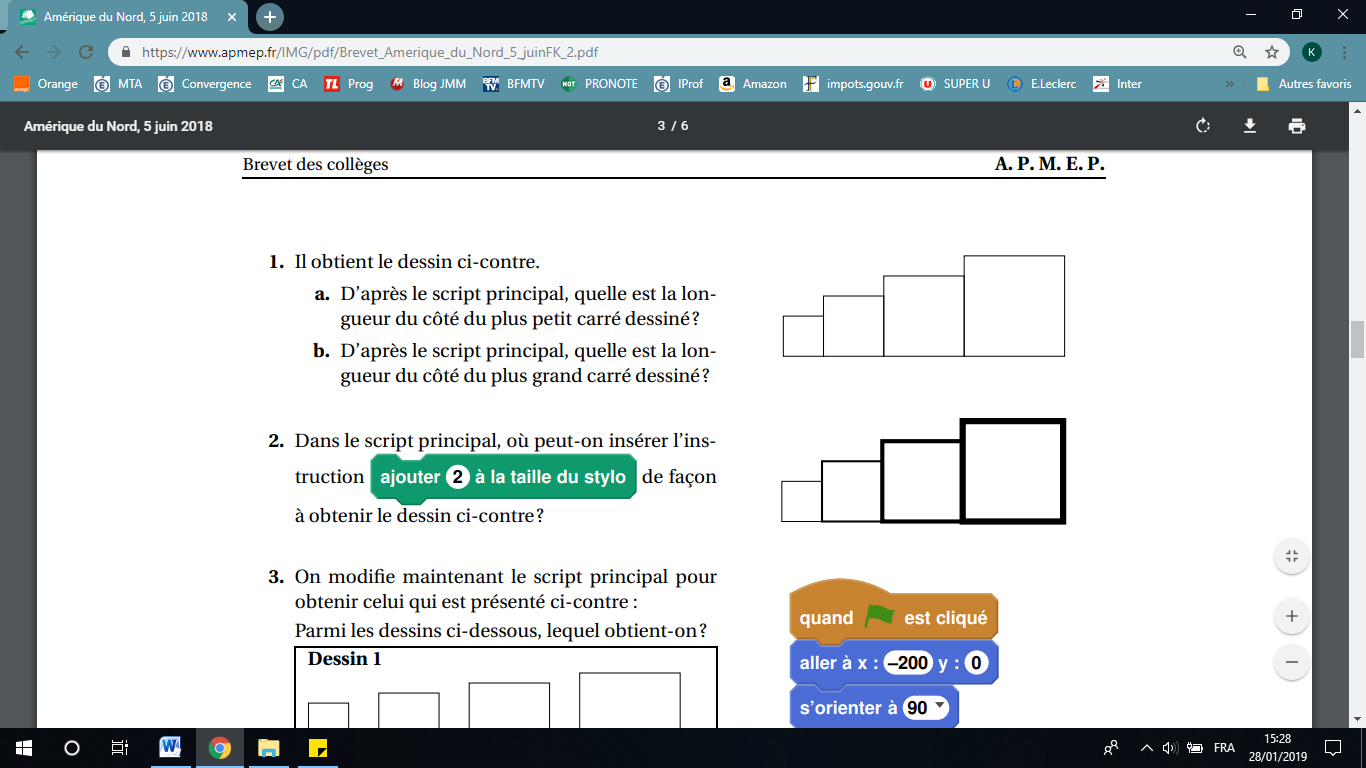 Amérique du Nord, 5 juin 2018
https://www.apmep.fr/IMG/pdf/Brevet_Amerique_du_Nord_5_juinFK_2.pdf
K
Orange MTA Convergence CA Prog Blog JMM BFMTV PRONOTE IProf Amazon impots.gouv.fr SUPER U E.Leclerc Inter » Autres favoris
Amérique du Nord, 5 juin 2018 3 / 6
Brevet des collèges A. P. M. E. P.
1. Il obtient le dessin ci-contre.
a. D'après le script principal, quelle est la lon-
gueur du côté du plus petit carré dessiné ?
b. D'après le script principal, quelle est la lon-
gueur du côté du plus grand carré dessiné ?
2. Dans le script principal, où peut-on insérer l'ins-
truction ajouter 2 à la taille du stylo de façon
à obtenir le dessin ci-contre ?
3. On modifie maintenant le script principal pour
obtenir celui qui est présenté ci-contre :
Parmi les dessins ci-dessous, lequel obtient-on ?
Dessin 1
quand est cliqué
aller à x : –200 y : 0
s'orienter à 90
FRA
15:28
28/01/2019